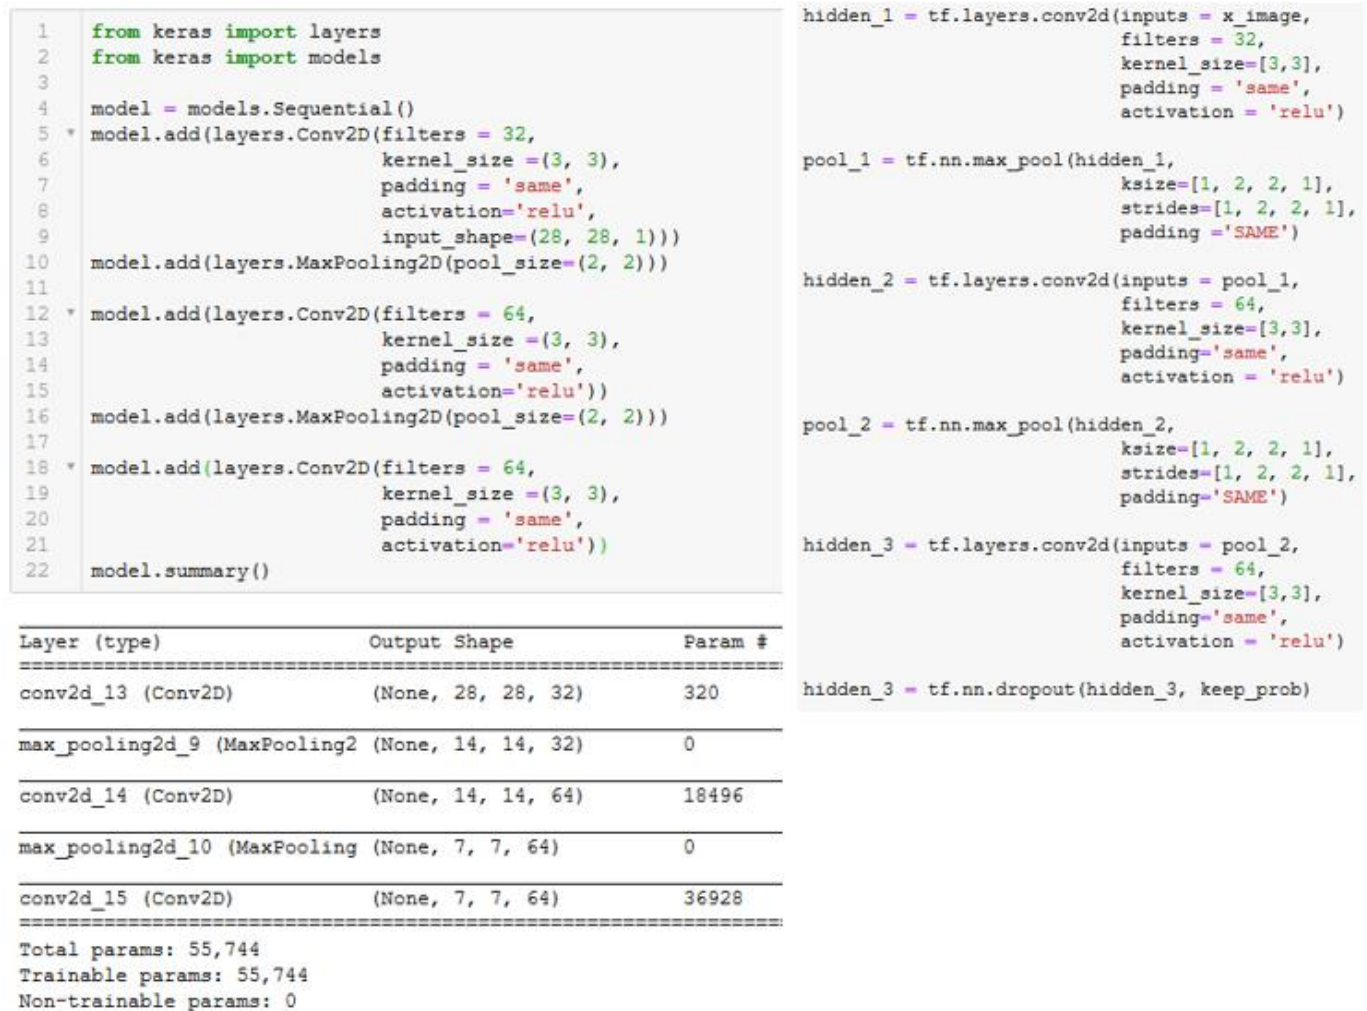 1 from keras import layers
2 from keras import models
3
4 model = models.Sequential()
5 model.add(layers.Conv2D(filters = 32,
6 kernel_size =(3, 3),
7 padding = 'same',
8 activation='relu',
9 input_shape=(28, 28, 1)))
10 model.add(layers.MaxPooling2D(pool_size=(2, 2)))
11
12 model.add(layers.Conv2D(filters = 64,
13 kernel_size =(3, 3),
14 padding = 'same',
15 activation='relu'))
16 model.add(layers.MaxPooling2D(pool_size=(2, 2)))
17
18 model.add(layers.Conv2D(filters = 64,
19 kernel_size =(3, 3),
20 padding = 'same',
21 activation='relu'))
22 model.summary()
Layer (type) Output Shape Param #
conv2d_13 (Conv2D) (None, 28, 28, 32) 320
max_pooling2d_9 (MaxPooling2 (None, 14, 14, 32) 0
conv2d_14 (Conv2D) (None, 14, 14, 64) 18496
max_pooling2d_10 (MaxPooling (None, 7, 7, 64) 0
conv2d_15 (Conv2D) (None, 7, 7, 64) 36928
Total params: 55,744
Trainable params: 55,744
Non-trainable params: 0
hidden_1 = tf.layers.conv2d(inputs = x_image,
filters = 32,
kernel_size=[3,3],
padding = 'same',
activation = 'relu')
pool_1 = tf.nn.max_pool(hidden_1,
ksize=[1, 2, 2, 1],
strides=[1, 2, 2, 1],
padding ='SAME')
hidden_2 = tf.layers.conv2d(inputs = pool_1,
filters = 64,
kernel_size=[3,3],
padding='same',
activation = 'relu')
pool_2 = tf.nn.max_pool(hidden_2,
ksize=[1, 2, 2, 1],
strides=[1, 2, 2, 1],
padding='SAME')
hidden_3 = tf.layers.conv2d(inputs = pool_2,
filters = 64,
kernel_size=[3,3],
padding='same',
activation = 'relu')
hidden_3 = tf.nn.dropout(hidden_3, keep_prob)